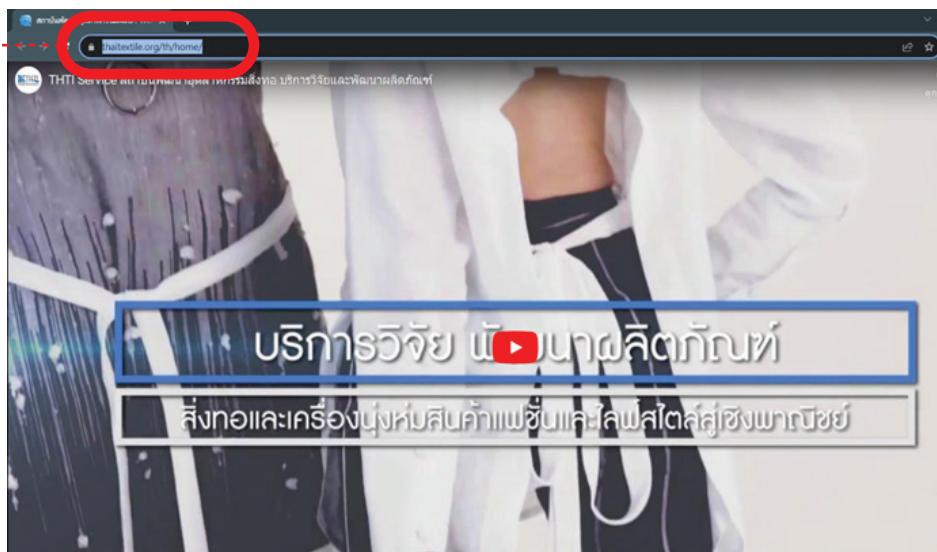 thaitextile.org/th/home/
THTI Service สถาบันพัฒนาอุตสาหกรรมสิ่งทอ บริการวิจัยและพัฒนาผลิตภัณฑ์
บริการวิจัย พัฒนาผลิตภัณฑ์
สิ่งทอและเครื่องนุ่งห่มสินค้าแฟชั่นและไลฟ์สไตล์สู่เชิงพาณิชย์